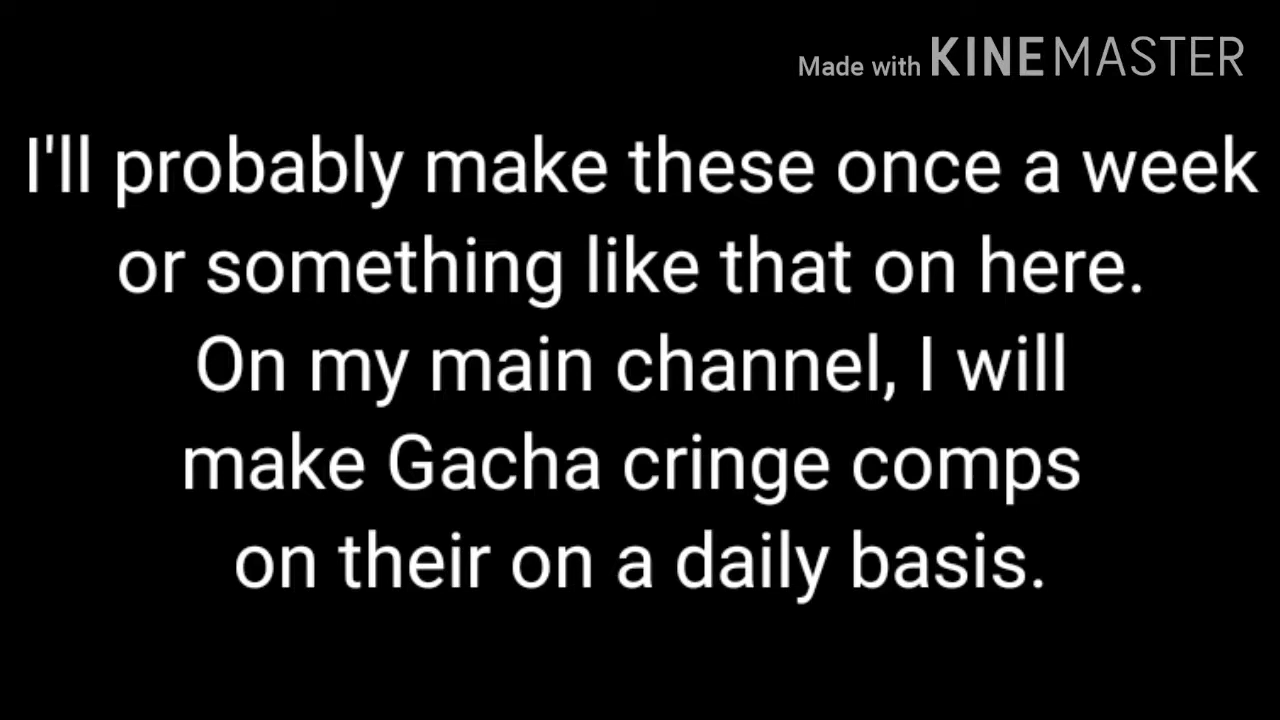 Made with KINEMASTER
I'll probably make these once a week
or something like that on here.
On my main channel, I will
make Gacha cringe comps
on their on a daily basis.